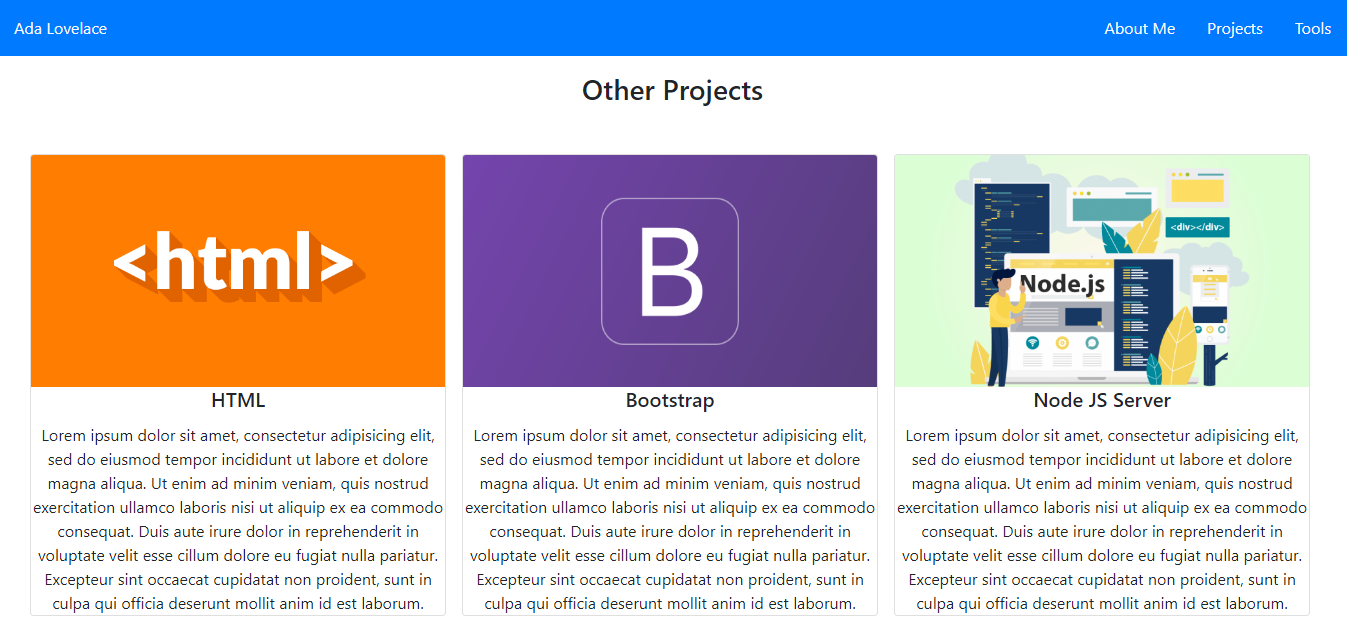 Ada Lovelace
About Me
Projects
Tools
Other Projects
<html>
B
<div></div>
Node.js
HTML
Lorem ipsum dolor sit amet, consectetur adipisicing elit,
sed do eiusmod tempor incididunt ut labore et dolore
magna aliqua. Ut enim ad minim veniam, quis nostrud
exercitation ullamco laboris nisi ut aliquip ex ea commodo
consequat. Duis aute irure dolor in reprehenderit in
voluptate velit esse cillum dolore eu fugiat nulla pariatur.
Excepteur sint occaecat cupidatat non proident, sunt in
culpa qui officia deserunt mollit anim id est laborum.
Bootstrap
Lorem ipsum dolor sit amet, consectetur adipisicing elit,
sed do eiusmod tempor incididunt ut labore et dolore
magna aliqua. Ut enim ad minim veniam, quis nostrud
exercitation ullamco laboris nisi ut aliquip ex ea commodo
consequat. Duis aute irure dolor in reprehenderit in
voluptate velit esse cillum dolore eu fugiat nulla pariatur.
Excepteur sint occaecat cupidatat non proident, sunt in
culpa qui officia deserunt mollit anim id est laborum.
Node JS Server
Lorem ipsum dolor sit amet, consectetur adipisicing elit,
sed do eiusmod tempor incididunt ut labore et dolore
magna aliqua. Ut enim ad minim veniam, quis nostrud
exercitation ullamco laboris nisi ut aliquip ex ea commodo
consequat. Duis aute irure dolor in reprehenderit in
voluptate velit esse cillum dolore eu fugiat nulla pariatur.
Excepteur sint occaecat cupidatat non proident, sunt in
culpa qui officia deserunt mollit anim id est laborum.